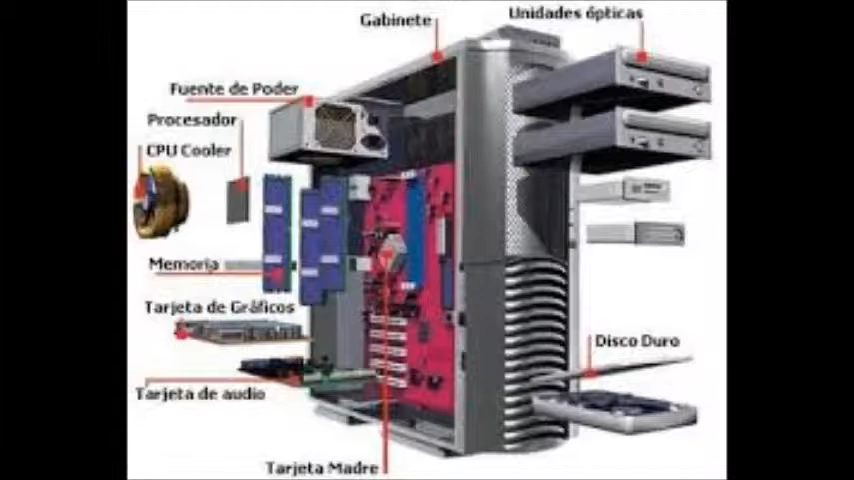 Gabinete
Unidades ópticas
Fuente de Poder
Procesador
CPU Cooler
Memoria
Tarjeta de Gráficos
Disco Duro
Tarjeta de audio
Tarjeta Madre